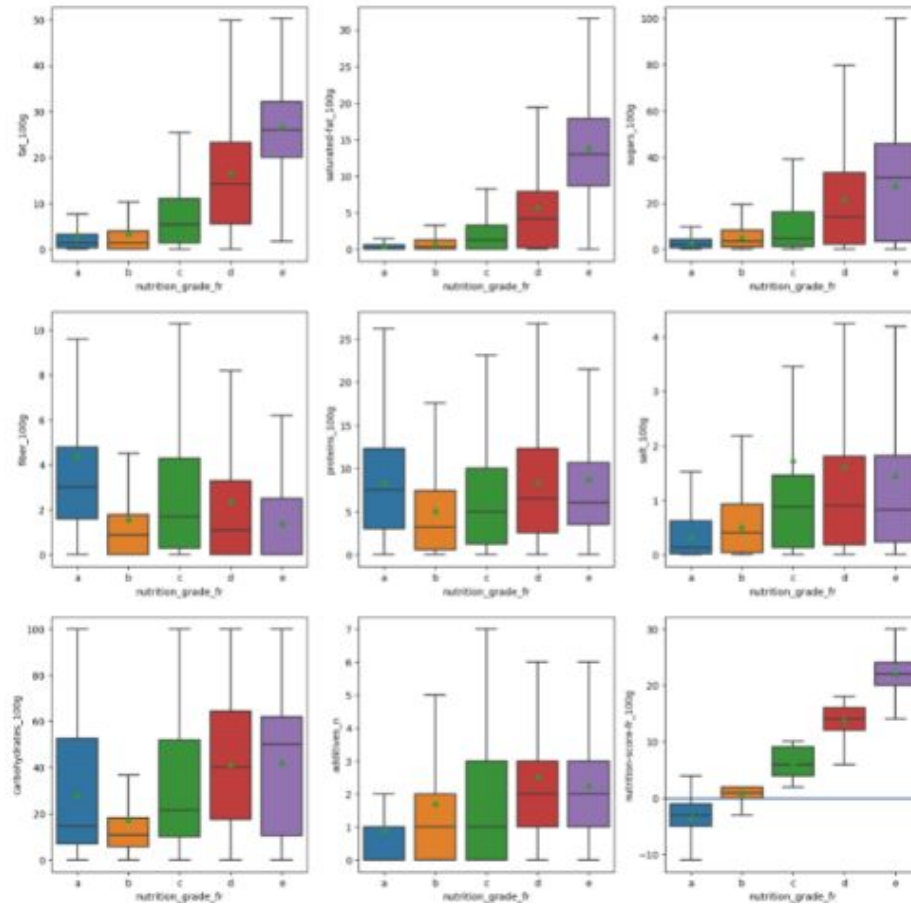 fat_100g
50
40
30
20
10
0
a b c d e
nutrition_grade_fr
saturated-fat_100g
30
25
20
15
10
5
0
a b c d e
nutrition_grade_fr
sugars_100g
100
80
60
40
20
0
a b c d e
nutrition_grade_fr
fiber_100g
10
8
6
4
2
0
a b c d e
nutrition_grade_fr
proteins_100g
25
20
15
10
5
0
a b c d e
nutrition_grade_fr
salt_100g
4
3
2
1
0
a b c d e
nutrition_grade_fr
carbohydrates_100g
100
80
60
40
20
0
a b c d e
nutrition_grade_fr
additives_n
7
6
5
4
3
2
1
0
a b c d e
nutrition_grade_fr
nutrition-score-fr_100g
30
20
10
0
−10
a b c d e
nutrition_grade_fr